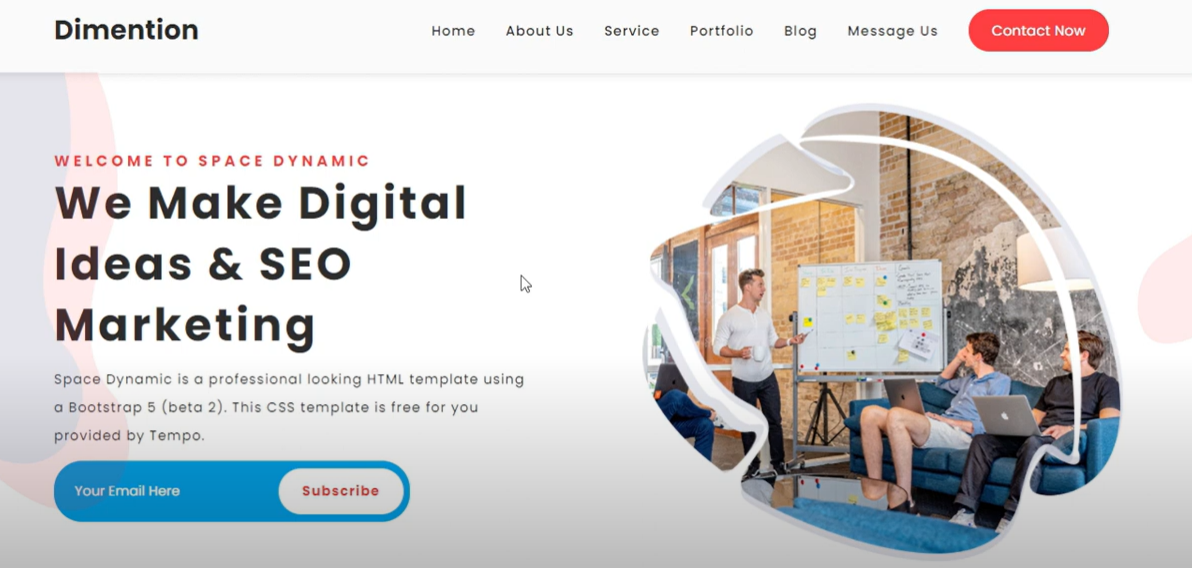 Dimention
Home About Us Service Portfolio Blog Message Us Contact Now
WELCOME TO SPACE DYNAMIC
We Make Digital
Ideas & SEO
Marketing
Space Dynamic is a professional looking HTML template using
a Bootstrap 5 (beta 2). This CSS template is free for you
provided by Tempo.
Your Email Here Subscribe